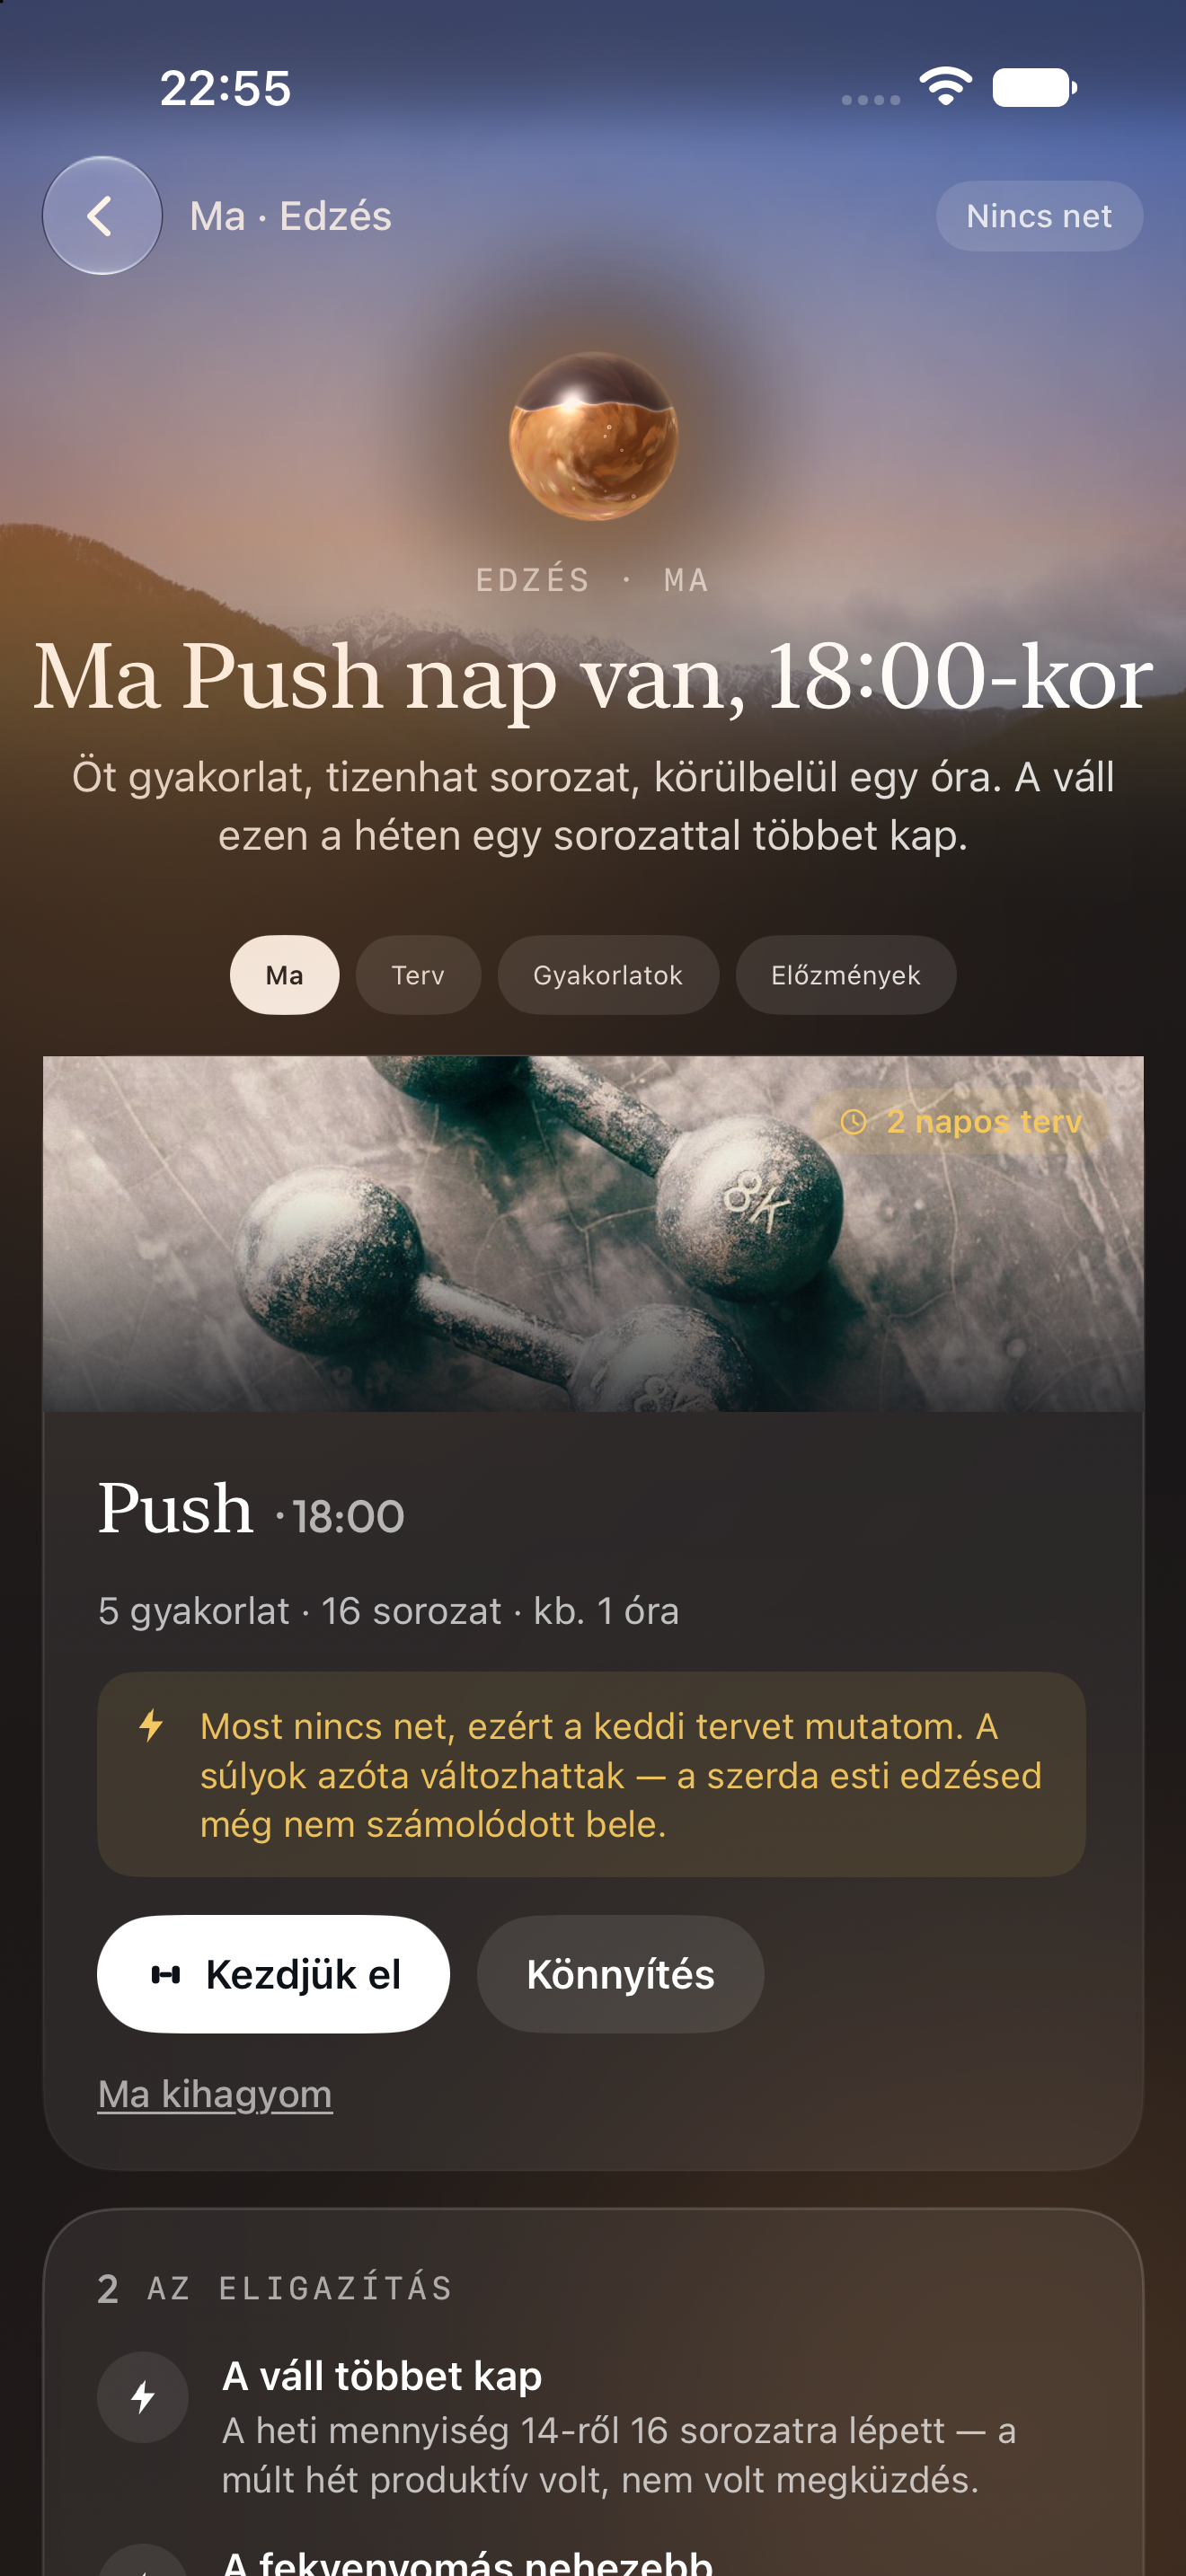 22:55
Ma · Edzés
Nincs net
EDZÉS · MA
Ma Push nap van, 18:00-kor
Öt gyakorlat, tizenhat sorozat, körülbelül egy óra. A váll
ezen a héten egy sorozattal többet kap.
Ma
Terv
Gyakorlatok
Előzmények
2 napos terv
8K
8K
Push · 18:00
5 gyakorlat · 16 sorozat · kb. 1 óra
Most nincs net, ezért a keddi tervet mutatom. A
súlyok azóta változhattak — a szerda esti edzésed
még nem számolódott bele.
Kezdjük el
Könnyítés
Ma kihagyom
2 AZ ELIGAZÍTÁS
A váll többet kap
A heti mennyiség 14-ről 16 sorozatra lépett — a
múlt hét produktív volt, nem volt megküzdés.
A fekvenyomás nehezebb